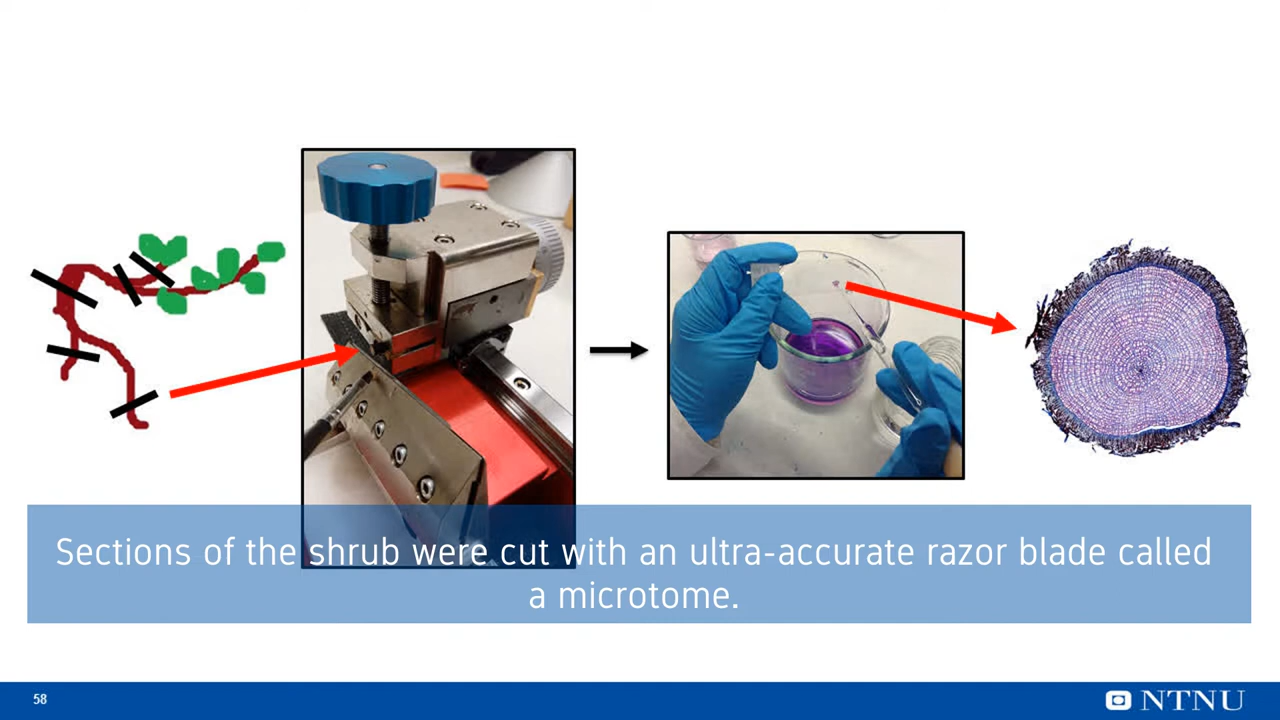 Sections of the shrub were cut with an ultra-accurate razor blade called
a microtome.
58
NTNU